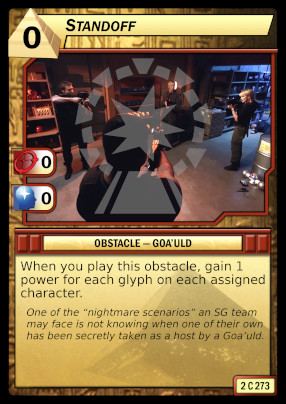 0
STANDOFF
0
0
OBSTACLE — GOA'ULD
When you play this obstacle, gain 1
power for each glyph on each assigned
character.
One of the "nightmare scenarios" an SG team
may face is not knowing when one of their own
has been secretly taken as a host by a Goa'uld.
2 C 273